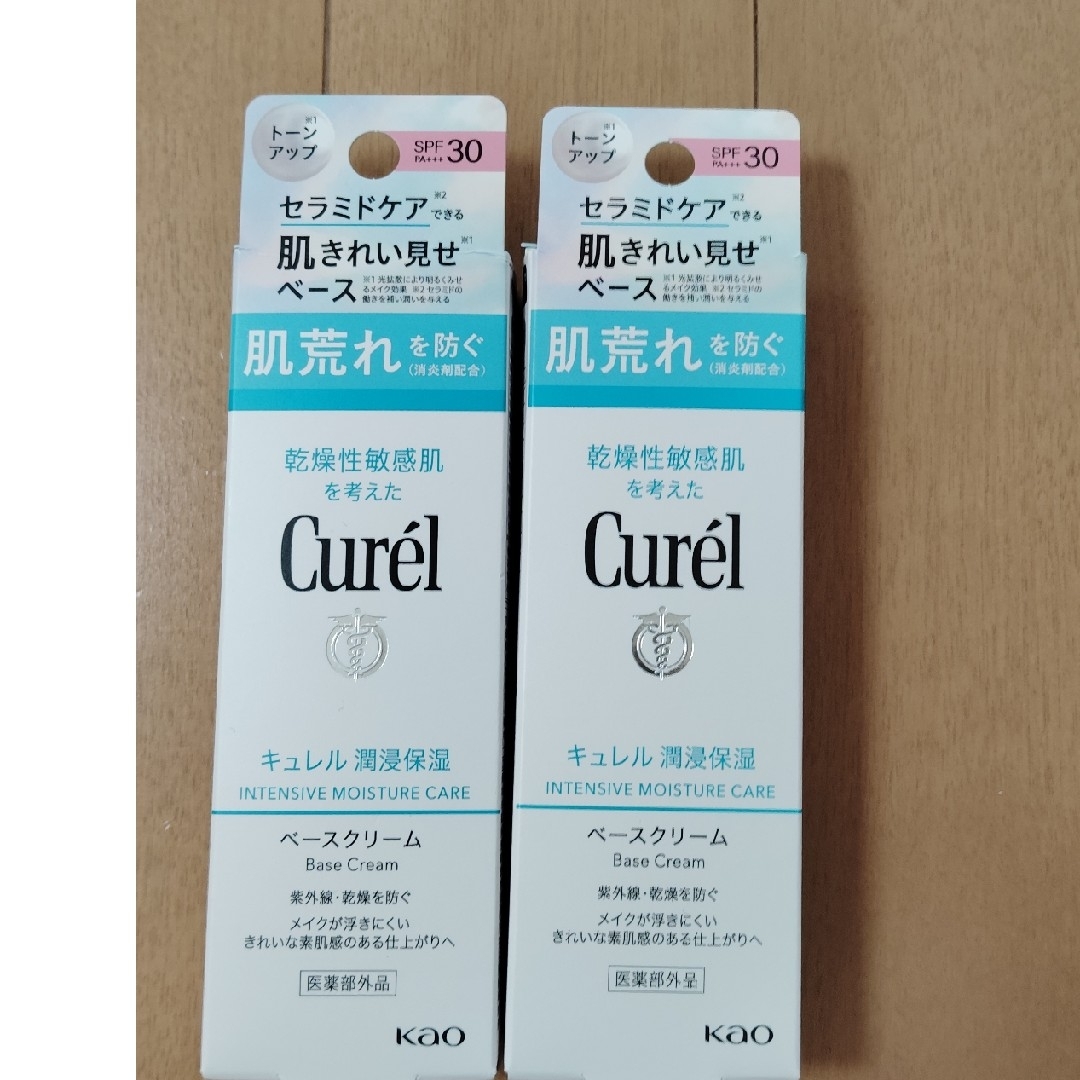 ※1
トーン
アップ
SPF 30
PA+++
セラミドケア※2できる
肌きれい見せ※1
ベース
※1 光拡散により明るくみせ
るメイク効果 ※2 セラミドの
働きを補い潤いを与える
肌荒れを防ぐ
(消炎剤配合)
乾燥性敏感肌
を考えた
Curél
キュレル 潤浸保湿
INTENSIVE MOISTURE CARE
ベースクリーム
Base Cream
紫外線・乾燥を防ぐ
メイクが浮きにくい
きれいな素肌感のある仕上がりへ
医薬部外品
Kao
※1
トーン
アップ
SPF 30
PA+++
セラミドケア※2できる
肌きれい見せ※1
ベース
※1 光拡散により明るくみせ
るメイク効果 ※2 セラミドの
働きを補い潤いを与える
肌荒れを防ぐ
(消炎剤配合)
乾燥性敏感肌
を考えた
Curél
キュレル 潤浸保湿
INTENSIVE MOISTURE CARE
ベースクリーム
Base Cream
紫外線・乾燥を防ぐ
メイクが浮きにくい
きれいな素肌感のある仕上がりへ
医薬部外品
Kao